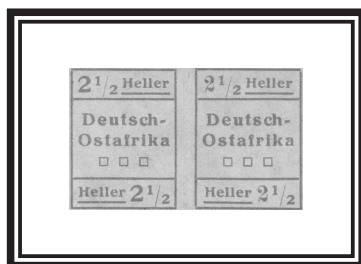 2 1/2 Heller
Deutsch-
Ostafrika
□ □ □
Heller 2 1/2
2 1/2 Heller
Deutsch-
Ostafrika
□ □ □
Heller 2 1/2